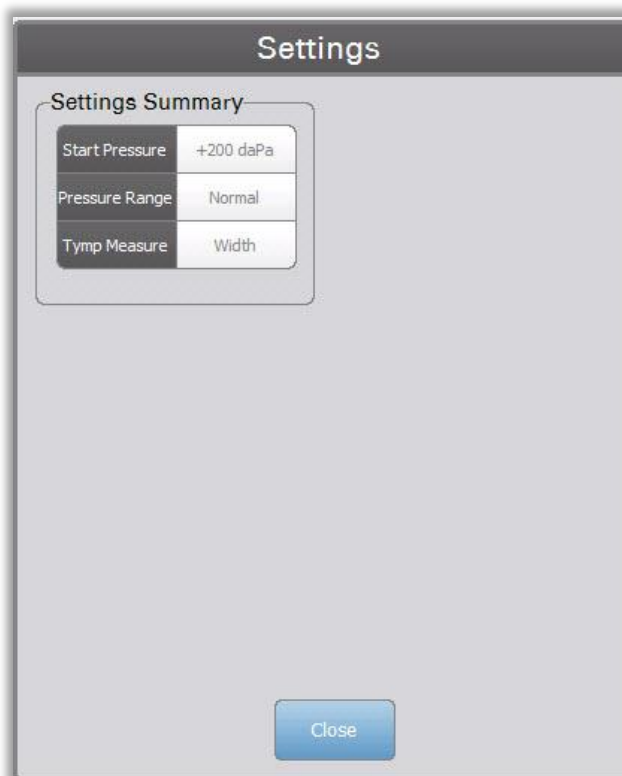 Settings
Settings Summary
Start Pressure +200 daPa
Pressure Range Normal
Tymp Measure Width
Close